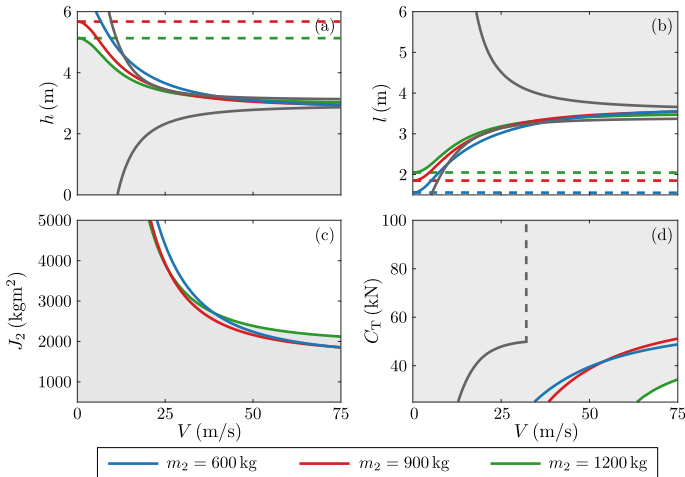 6
4
2
0
h (m)
(a)
6
5
4
3
2
l (m)
(b)
5000
4000
3000
2000
1000
J₂ (kgm²)
(c)
0 25 50 75
V (m/s)
100
80
60
40
C_T (kN)
(d)
0 25 50 75
V (m/s)
m₂ = 600 kg m₂ = 900 kg m₂ = 1200 kg